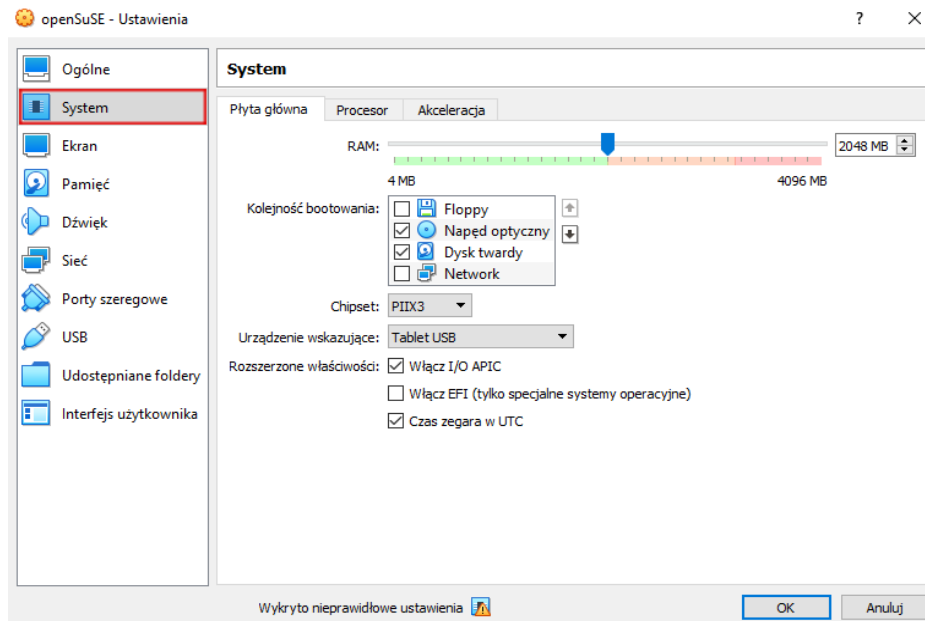 openSuSE - Ustawienia
?
Ogólne
System
Ekran
Pamięć
Dźwięk
Sieć
Porty szeregowe
USB
Udostępniane foldery
Interfejs użytkownika
System
Płyta główna Procesor Akceleracja
RAM: 2048 MB
4 MB 4096 MB
Kolejność bootowania: Floppy
Napęd optyczny
Dysk twardy
Network
Chipset: PIIX3
Urządzenie wskazujące: Tablet USB
Rozszerzone właściwości: Włącz I/O APIC
Włącz EFI (tylko specjalne systemy operacyjne)
Czas zegara w UTC
Wykryto nieprawidłowe ustawienia
OK Anuluj